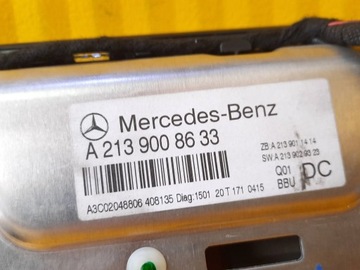 Mercedes-Benz
A 213 900 86 33
ZB:A 213 901 14 14
SW:A 213 902 93 23
Q01 DC
BBU
A3C02048806 408135 Diag:1501 20 T 171 0415